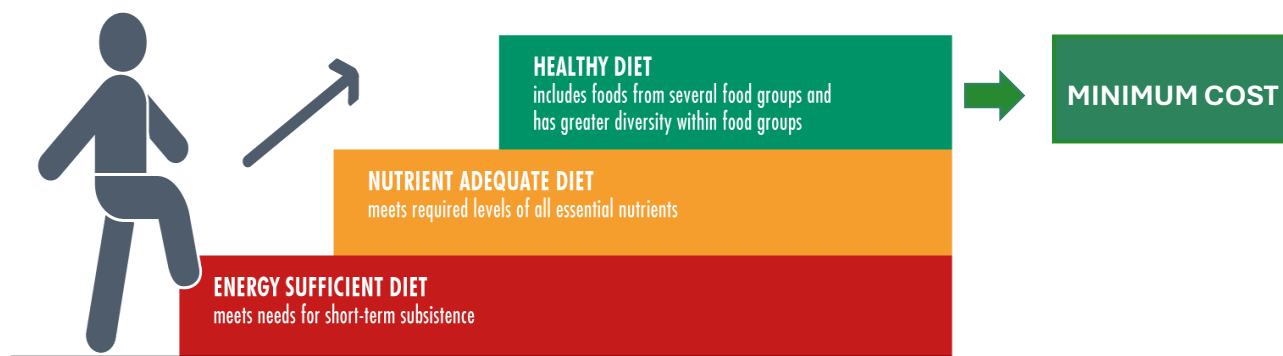 HEALTHY DIET
includes foods from several food groups and
has greater diversity within food groups
MINIMUM COST
NUTRIENT ADEQUATE DIET
meets required levels of all essential nutrients
ENERGY SUFFICIENT DIET
meets needs for short-term subsistence